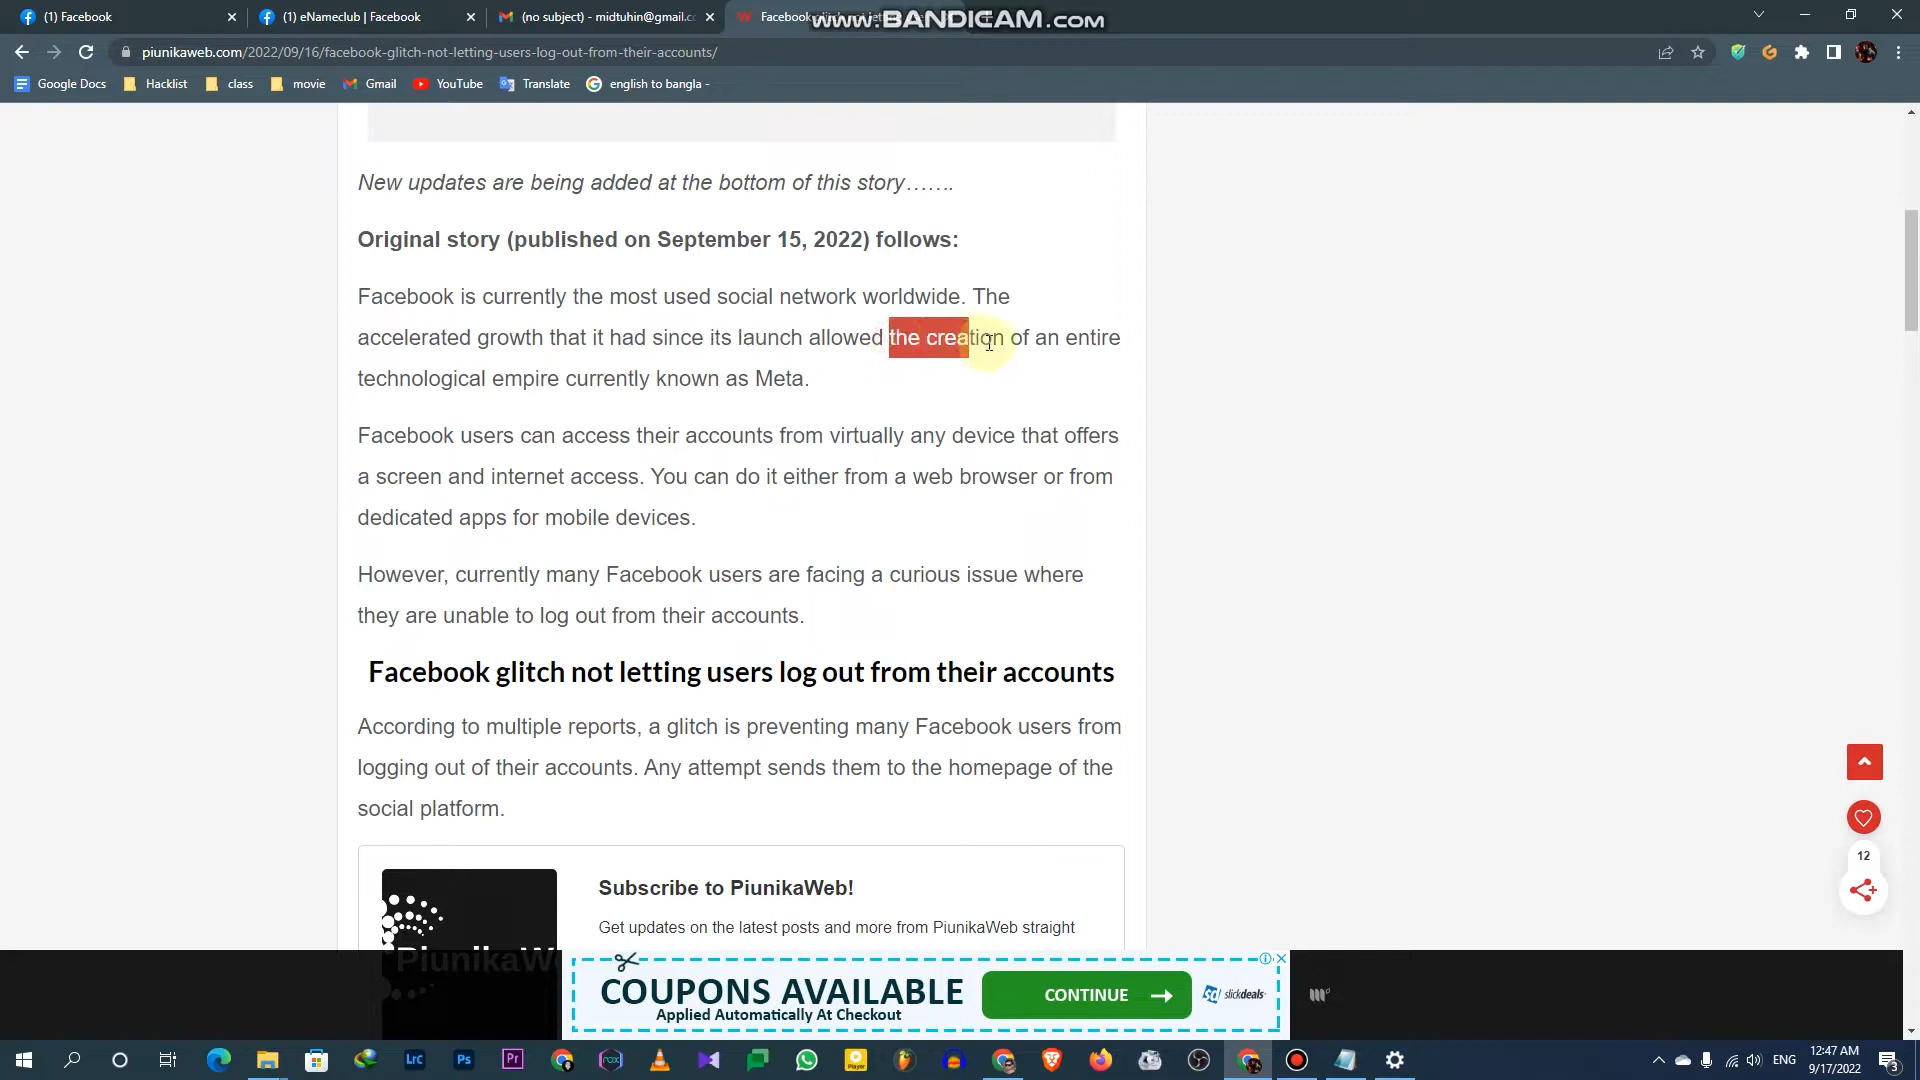 (1) Facebook
(1) eNameclub | Facebook
(no subject) - midtuhin@gmail.c
www.BANDICAM.com
piunikaweb.com/2022/09/16/facebook-glitch-not-letting-users-log-out-from-their-accounts/
Google Docs Hacklist class movie Gmail YouTube Translate english to bangla -
New updates are being added at the bottom of this story…….
Original story (published on September 15, 2022) follows:
Facebook is currently the most used social network worldwide. The
accelerated growth that it had since its launch allowed the creation of an entire
technological empire currently known as Meta.
Facebook users can access their accounts from virtually any device that offers
a screen and internet access. You can do it either from a web browser or from
dedicated apps for mobile devices.
However, currently many Facebook users are facing a curious issue where
they are unable to log out from their accounts.
Facebook glitch not letting users log out from their accounts
According to multiple reports, a glitch is preventing many Facebook users from
logging out of their accounts. Any attempt sends them to the homepage of the
social platform.
12
Subscribe to PiunikaWeb!
Get updates on the latest posts and more from PiunikaWeb straight
PiunikaWe
COUPONS AVAILABLE
Applied Automatically At Checkout
CONTINUE
slickdeals
Lrc Ps Pr
Player
ENG
12:47 AM
9/17/2022
3